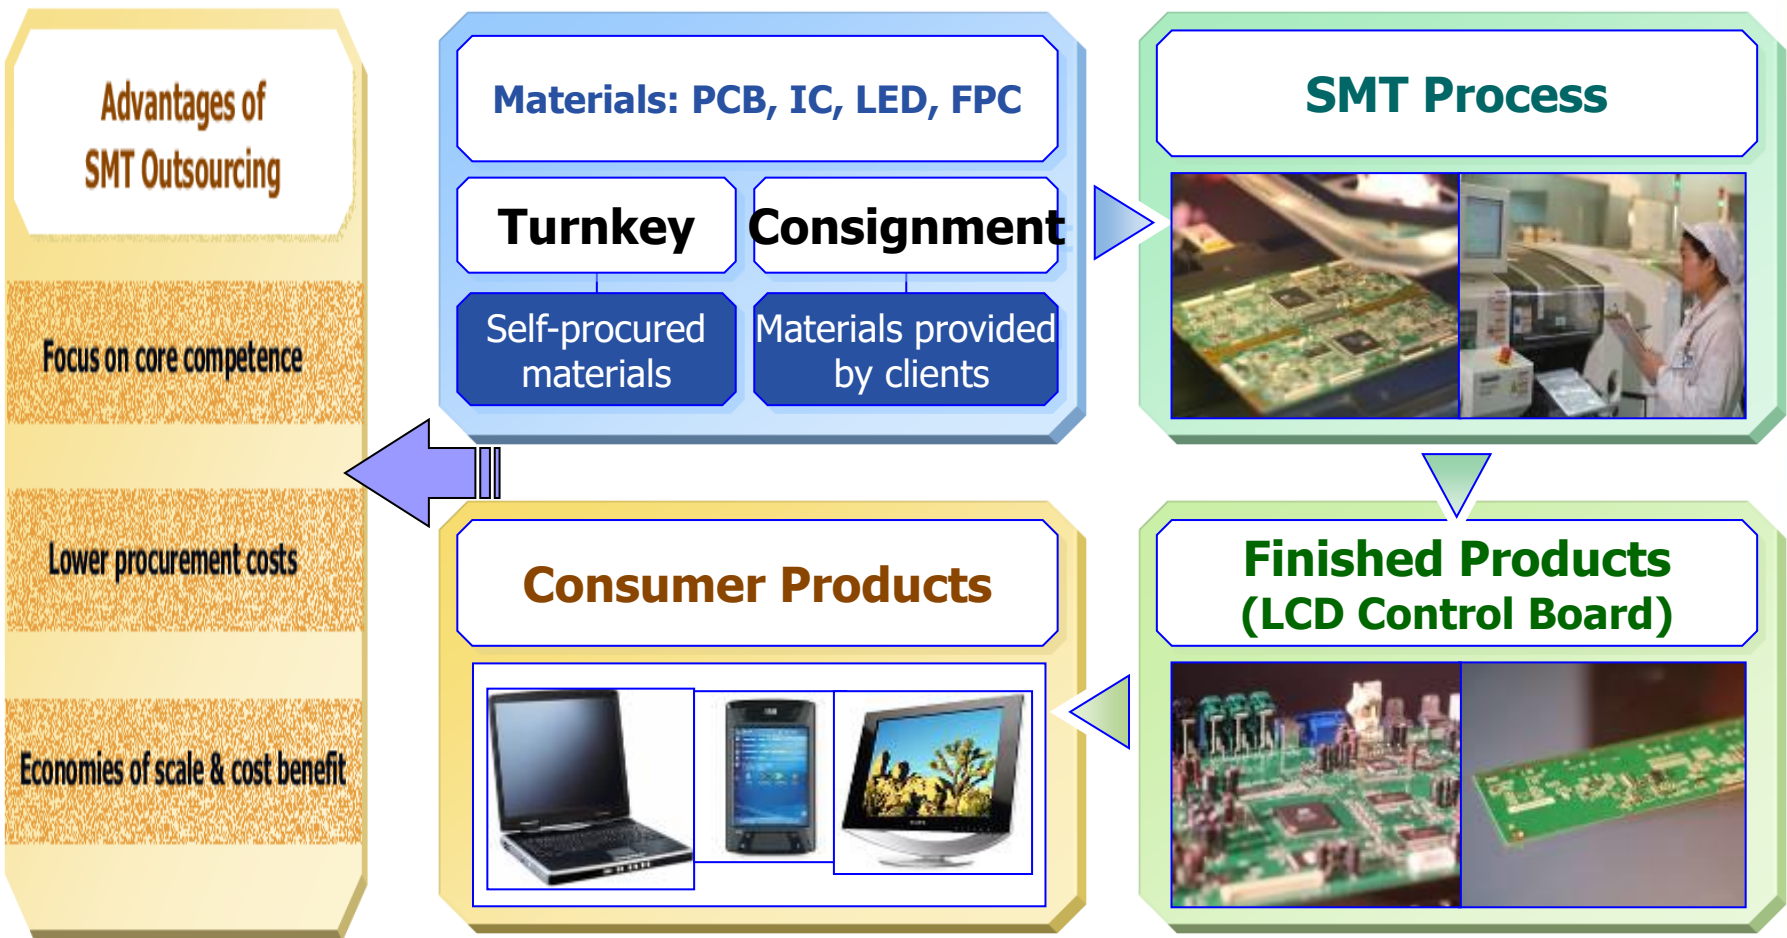 Advantages of
SMT Outsourcing
Focus on core competence
Lower procurement costs
Economies of scale & cost benefit
Materials: PCB, IC, LED, FPC
Turnkey
Consignment
Self-procured
materials
Materials provided
by clients
SMT Process
Finished Products
(LCD Control Board)
Consumer Products